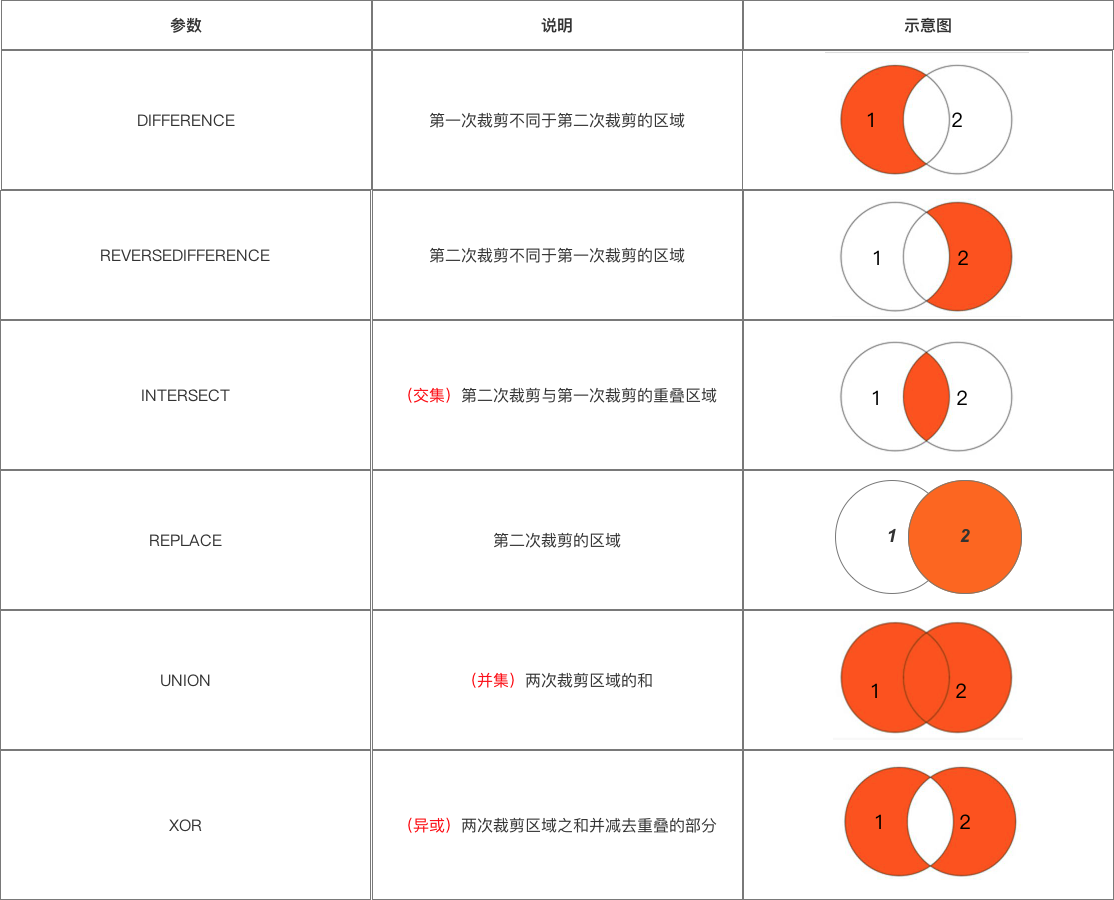 参数 说明 示意图
DIFFERENCE 第一次裁剪不同于第二次裁剪的区域 1 2
REVERSEDIFFERENCE 第二次裁剪不同于第一次裁剪的区域 1 2
INTERSECT （交集）第二次裁剪与第一次裁剪的重叠区域 1 2
REPLACE 第二次裁剪的区域 1 2
UNION （并集）两次裁剪区域的和 1 2
XOR （异或）两次裁剪区域之和并减去重叠的部分 1 2